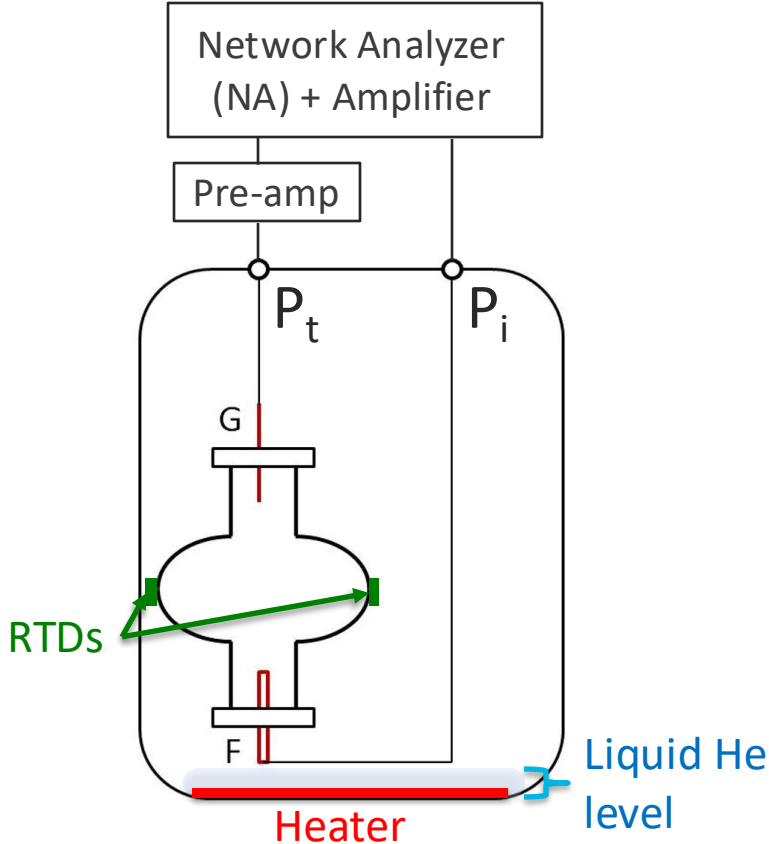 Network Analyzer
(NA) + Amplifier
Pre-amp
Pt
Pi
G
RTDs
F
Liquid He
level
Heater